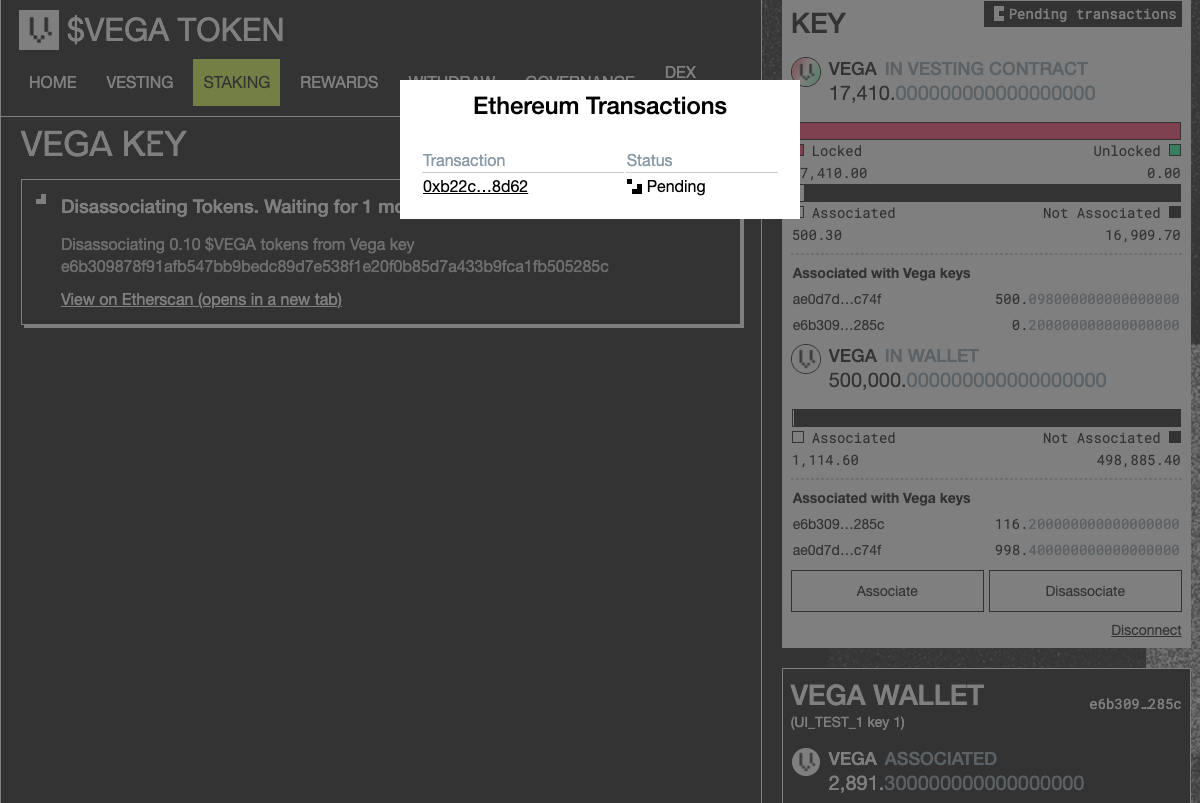 $VEGA TOKEN
HOME VESTING STAKING REWARDS WITHDRAW GOVERNANCE DEX
VEGA KEY
Disassociating Tokens. Waiting for 1 mo
Disassociating 0.10 $VEGA tokens from Vega key
e6b309878f91afb547bb9bedc89d7e538f1e20f0b85d7a433b9fca1fb505285c
View on Etherscan (opens in a new tab)
Ethereum Transactions
Transaction Status
0xb22c…8d62 Pending
KEY
Pending transactions
VEGA IN VESTING CONTRACT
17,410.000000000000000000
Locked Unlocked
7,410.00 0.00
Associated Not Associated
500.30 16,909.70
Associated with Vega keys
ae0d7d…c74f 500.098000000000000000
e6b309…285c 0.200000000000000000
VEGA IN WALLET
500,000.000000000000000000
Associated Not Associated
1,114.60 498,885.40
Associated with Vega keys
e6b309…285c 116.200000000000000000
ae0d7d…c74f 998.400000000000000000
Associate Disassociate
Disconnect
VEGA WALLET e6b309…285c
(UI_TEST_1 key 1)
VEGA ASSOCIATED
2,891.300000000000000000